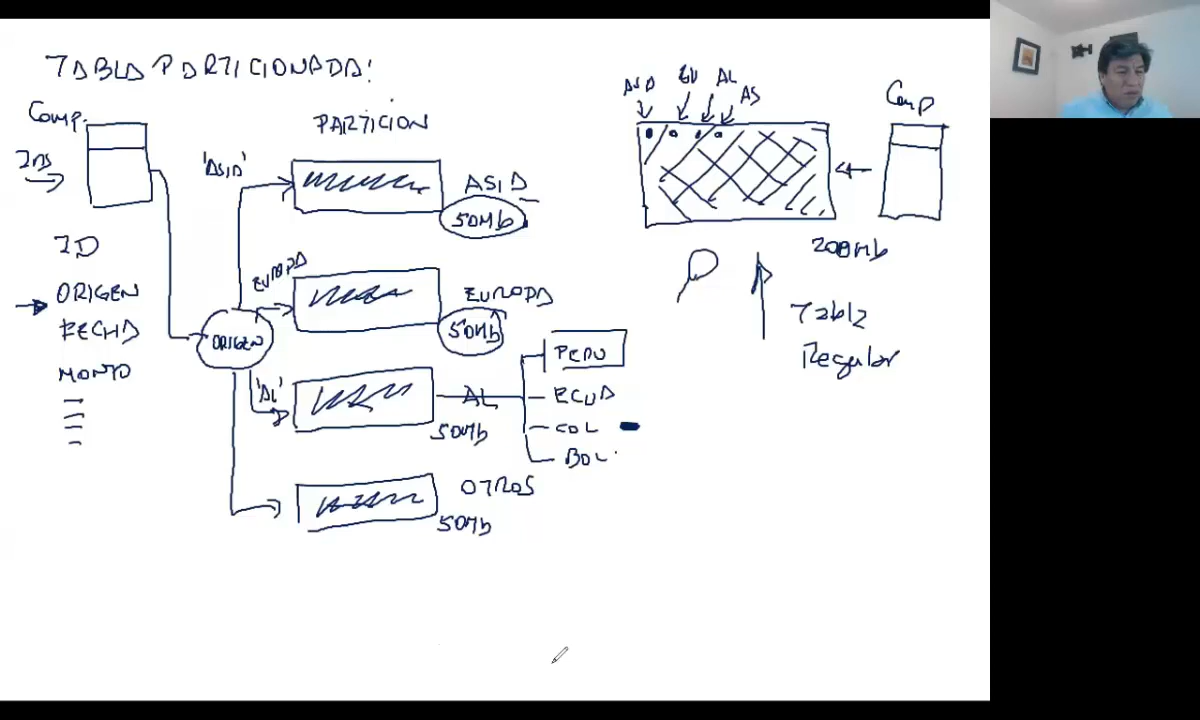 TABLA PARTICIONADA!
Comp.
Ins
ID
ORIGEN
FECHA
MONTO
PARTICION
'ASIA'
ASIA
50Mb
EUROPA
ORIGEN
EUROPA
50Mb
'AL'
AL
50Mb
PERU
ECUA
COL
BOL
OTROS
50Mb
ASIA
EU
AL
AS
Comp
200Mb
Tabla
Regular